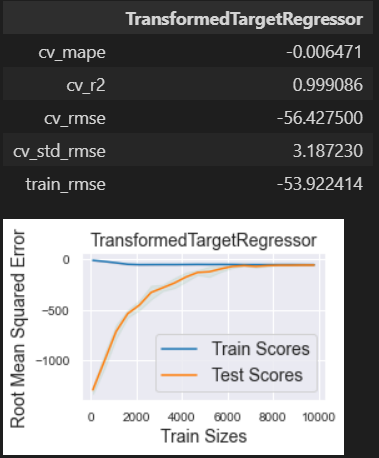 TransformedTargetRegressor
cv_mape -0.006471
cv_r2 0.999086
cv_rmse -56.427500
cv_std_rmse 3.187230
train_rmse -53.922414
TransformedTargetRegressor
Root Mean Squared Error
0
-500
-1000
Train Scores
Test Scores
0 2000 4000 6000 8000 10000
Train Sizes